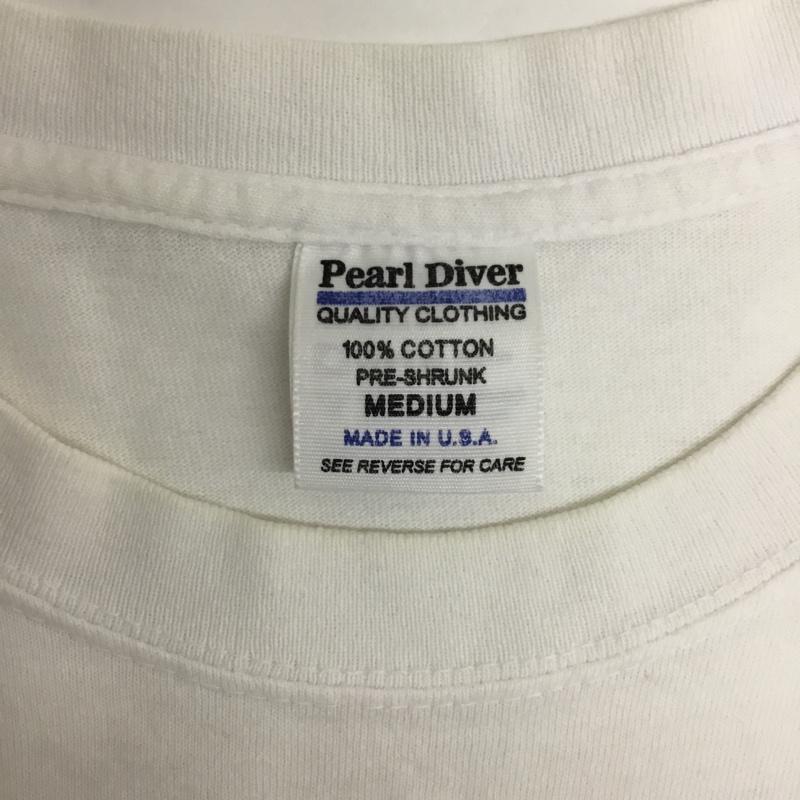 Pearl Diver
QUALITY CLOTHING
100% COTTON
PRE-SHRUNK
MEDIUM
MADE IN U.S.A.
SEE REVERSE FOR CARE